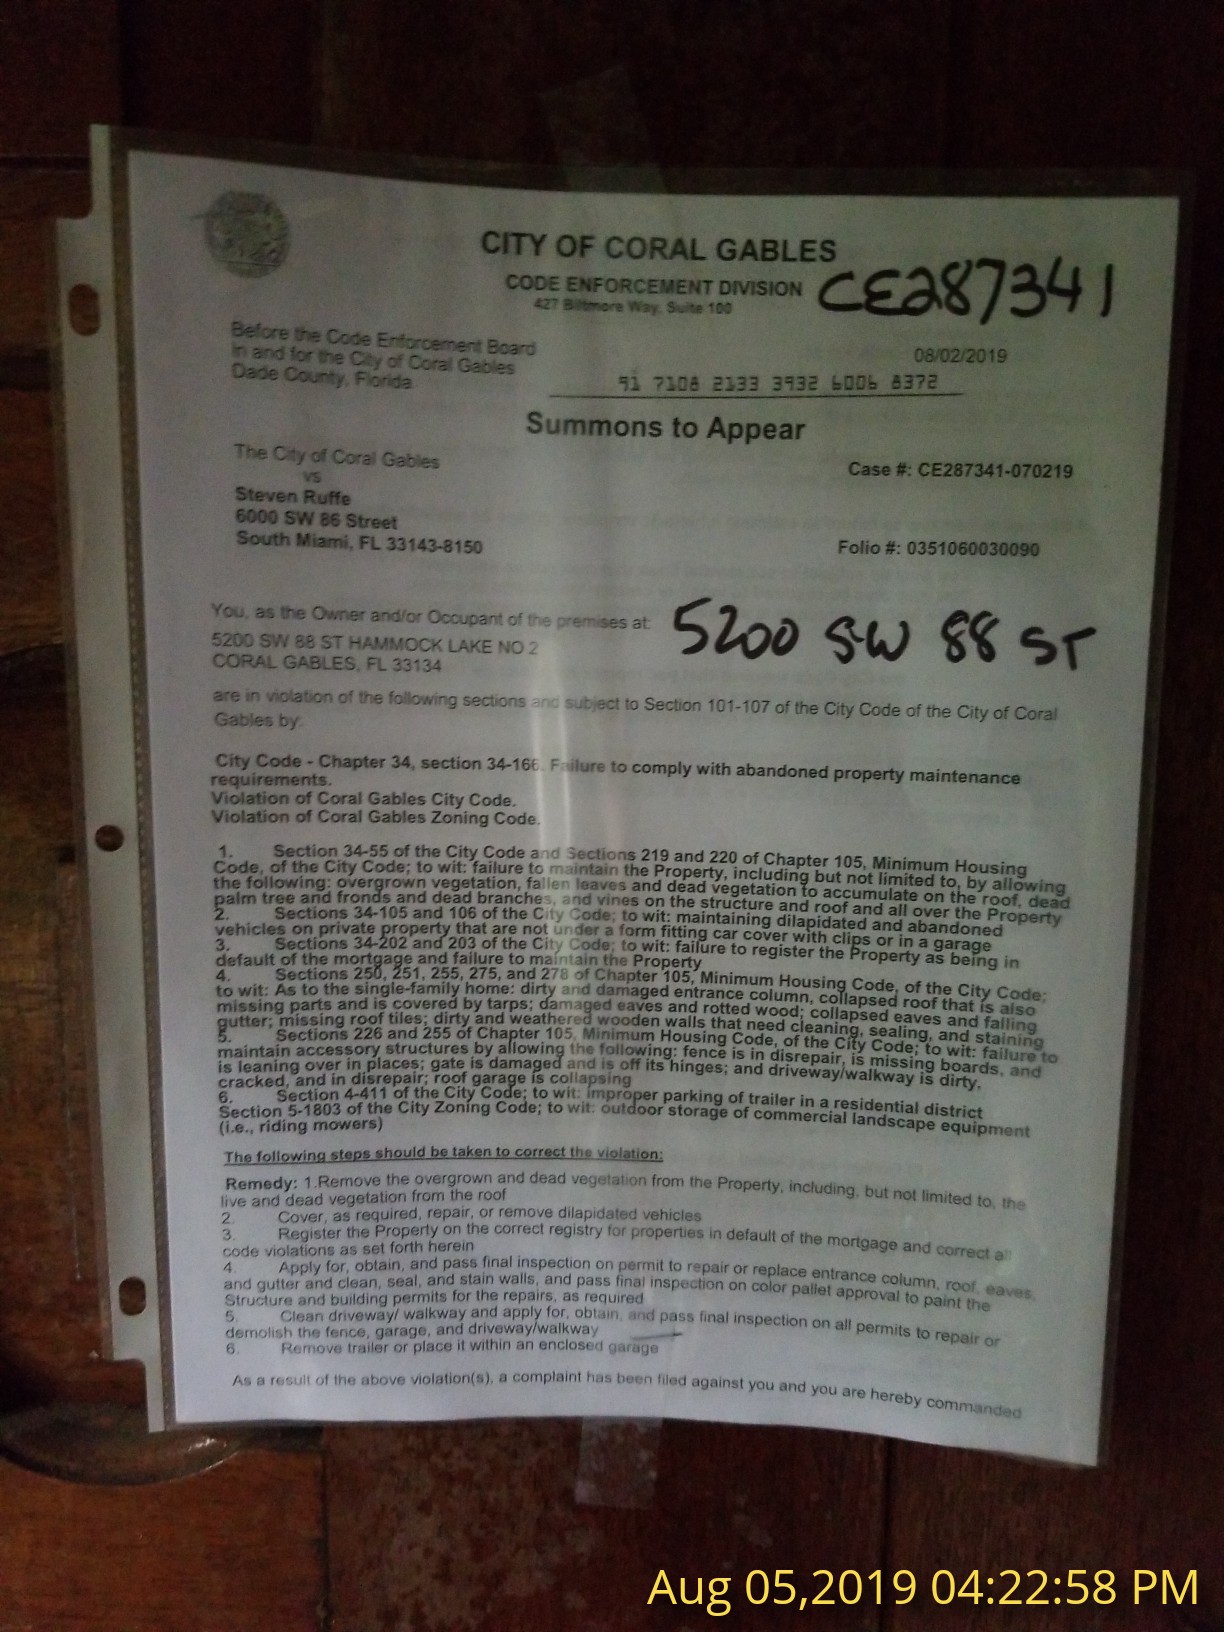 CITY OF CORAL GABLES
CODE ENFORCEMENT DIVISION
CE287341
427 Biltmore Way, Suite 100
Before the Code Enforcement Board
in and for the City of Coral Gables
Dade County, Florida
08/02/2019
91 7108 2133 3932 6006 8372
Summons to Appear
The City of Coral Gables
vs
Case #: CE287341-070219
Steven Ruffe
6000 SW 86 Street
South Miami, FL 33143-8150
Folio #: 0351060030090
You, as the Owner and/or Occupant of the premises at:
5200 SW 88 ST
5200 SW 88 ST HAMMOCK LAKE NO 2
CORAL GABLES, FL 33134
are in violation of the following sections and subject to Section 101-107 of the City Code of the City of Coral
Gables by:
City Code - Chapter 34, section 34-166. Failure to comply with abandoned property maintenance
requirements.
Violation of Coral Gables City Code.
Violation of Coral Gables Zoning Code.
1. Section 34-55 of the City Code and Sections 219 and 220 of Chapter 105, Minimum Housing
Code, of the City Code; to wit: failure to maintain the Property, including but not limited to, by allowing
the following: overgrown vegetation, fallen leaves and dead vegetation to accumulate on the roof, dead
palm tree and fronds and dead branches, and vines on the structure and roof and all over the Property
2. Sections 34-105 and 106 of the City Code; to wit: maintaining dilapidated and abandoned
vehicles on private property that are not under a form fitting car cover with clips or in a garage
3. Sections 34-202 and 203 of the City Code; to wit: failure to register the Property as being in
default of the mortgage and failure to maintain the Property
4. Sections 250, 251, 255, 275, and 278 of Chapter 105, Minimum Housing Code, of the City Code;
to wit: As to the single-family home: dirty and damaged entrance column, collapsed roof that is also
missing parts and is covered by tarps; damaged eaves and rotted wood; collapsed eaves and falling
gutter; missing roof tiles; dirty and weathered wooden walls that need cleaning, sealing, and staining
5. Sections 226 and 255 of Chapter 105, Minimum Housing Code, of the City Code; to wit: failure to
maintain accessory structures by allowing the following: fence is in disrepair, is missing boards, and
is leaning over in places; gate is damaged and is off its hinges; and driveway/walkway is dirty,
cracked, and in disrepair; roof garage is collapsing
6. Section 4-411 of the City Code; to wit: improper parking of trailer in a residential district
Section 5-1803 of the City Zoning Code; to wit: outdoor storage of commercial landscape equipment
(i.e., riding mowers)
The following steps should be taken to correct the violation:
Remedy: 1.Remove the overgrown and dead vegetation from the Property, including, but not limited to, the
live and dead vegetation from the roof
2. Cover, as required, repair, or remove dilapidated vehicles
3. Register the Property on the correct registry for properties in default of the mortgage and correct all
code violations as set forth herein
4. Apply for, obtain, and pass final inspection on permit to repair or replace entrance column, roof, eaves,
and gutter and clean, seal, and stain walls, and pass final inspection on color pallet approval to paint the
Structure and building permits for the repairs, as required
5. Clean driveway/ walkway and apply for, obtain, and pass final inspection on all permits to repair or
demolish the fence, garage, and driveway/walkway
6. Remove trailer or place it within an enclosed garage
As a result of the above violation(s), a complaint has been filed against you and you are hereby commanded
Aug 05,2019 04:22:58 PM